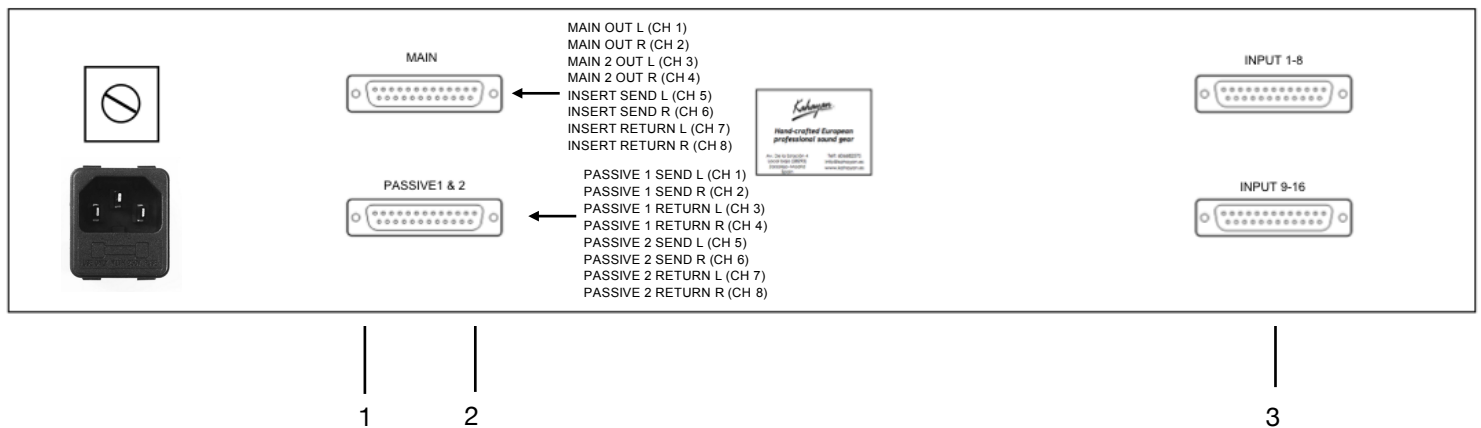 MAIN
MAIN OUT L (CH 1)
MAIN OUT R (CH 2)
MAIN 2 OUT L (CH 3)
MAIN 2 OUT R (CH 4)
INSERT SEND L (CH 5)
INSERT SEND R (CH 6)
INSERT RETURN L (CH 7)
INSERT RETURN R (CH 8)
PASSIVE1 & 2
PASSIVE 1 SEND L (CH 1)
PASSIVE 1 SEND R (CH 2)
PASSIVE 1 RETURN L (CH 3)
PASSIVE 1 RETURN R (CH 4)
PASSIVE 2 SEND L (CH 5)
PASSIVE 2 SEND R (CH 6)
PASSIVE 2 RETURN L (CH 7)
PASSIVE 2 RETURN R (CH 8)
Kahayan
Hand-crafted European
professional sound gear
INPUT 1-8
INPUT 9-16
1
2
3